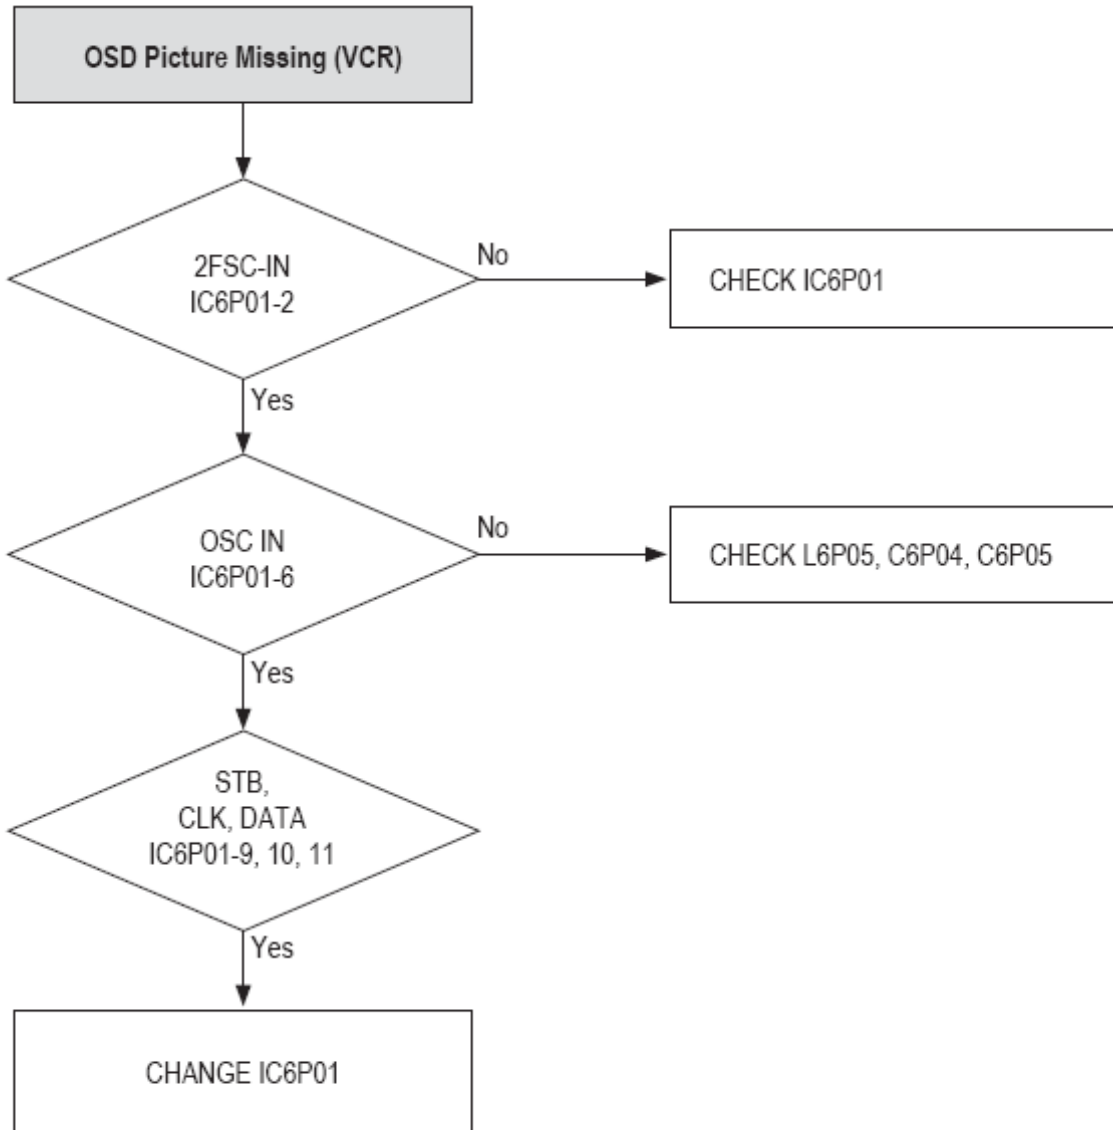 OSD Picture Missing (VCR)
2FSC-IN
IC6P01-2
No
CHECK IC6P01
Yes
OSC IN
IC6P01-6
No
CHECK L6P05, C6P04, C6P05
Yes
STB,
CLK, DATA
IC6P01-9, 10, 11
Yes
CHANGE IC6P01